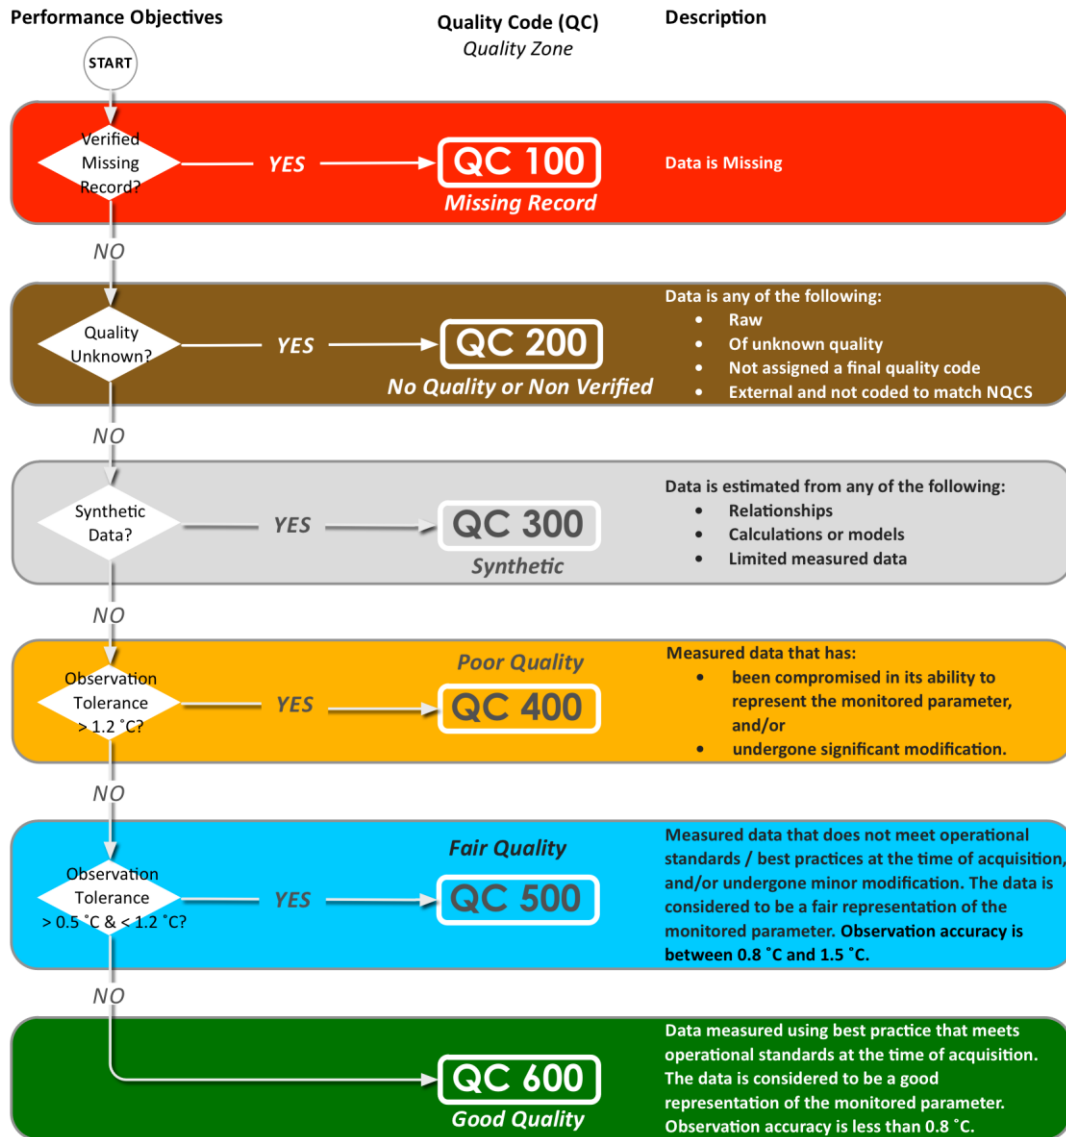 Performance Objectives
Quality Code (QC)
Description
Quality Zone
START
Verified
Missing
Record?
YES
QC 100
Missing Record
Data is Missing
NO
Quality
Unknown?
YES
QC 200
No Quality or Non Verified
Data is any of the following:
• Raw
• Of unknown quality
• Not assigned a final quality code
• External and not coded to match NQCS
NO
Synthetic
Data?
YES
QC 300
Synthetic
Data is estimated from any of the following:
• Relationships
• Calculations or models
• Limited measured data
NO
Observation
Tolerance
> 1.2 ˚C?
YES
Poor Quality
QC 400
Measured data that has:
• been compromised in its ability to
represent the monitored parameter,
and/or
• undergone significant modification.
NO
Observation
Tolerance
> 0.5 ˚C & < 1.2 ˚C?
YES
Fair Quality
QC 500
Measured data that does not meet operational
standards / best practices at the time of acquisition,
and/or undergone minor modification. The data is
considered to be a fair representation of the
monitored parameter. Observation accuracy is
between 0.8 ˚C and 1.5 ˚C.
NO
QC 600
Good Quality
Data measured using best practice that meets
operational standards at the time of acquisition.
The data is considered to be a good
representation of the monitored parameter.
Observation accuracy is less than 0.8 ˚C.